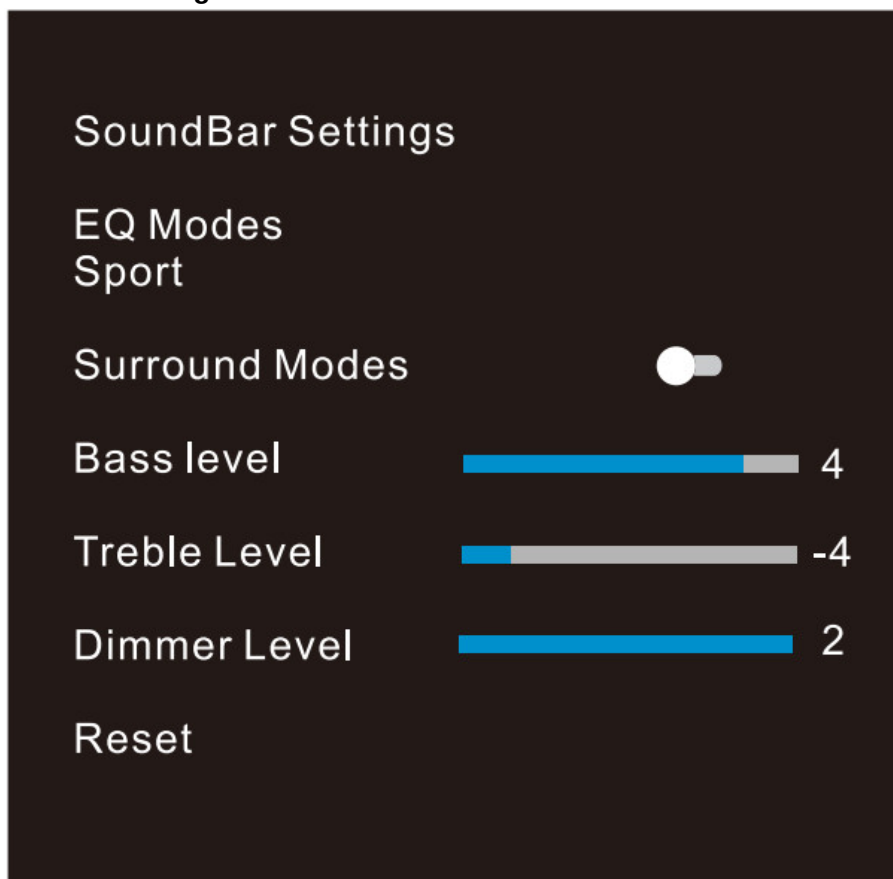 SoundBar Settings
EQ Modes
Sport
Surround Modes
Bass level 4
Treble Level -4
Dimmer Level 2
Reset